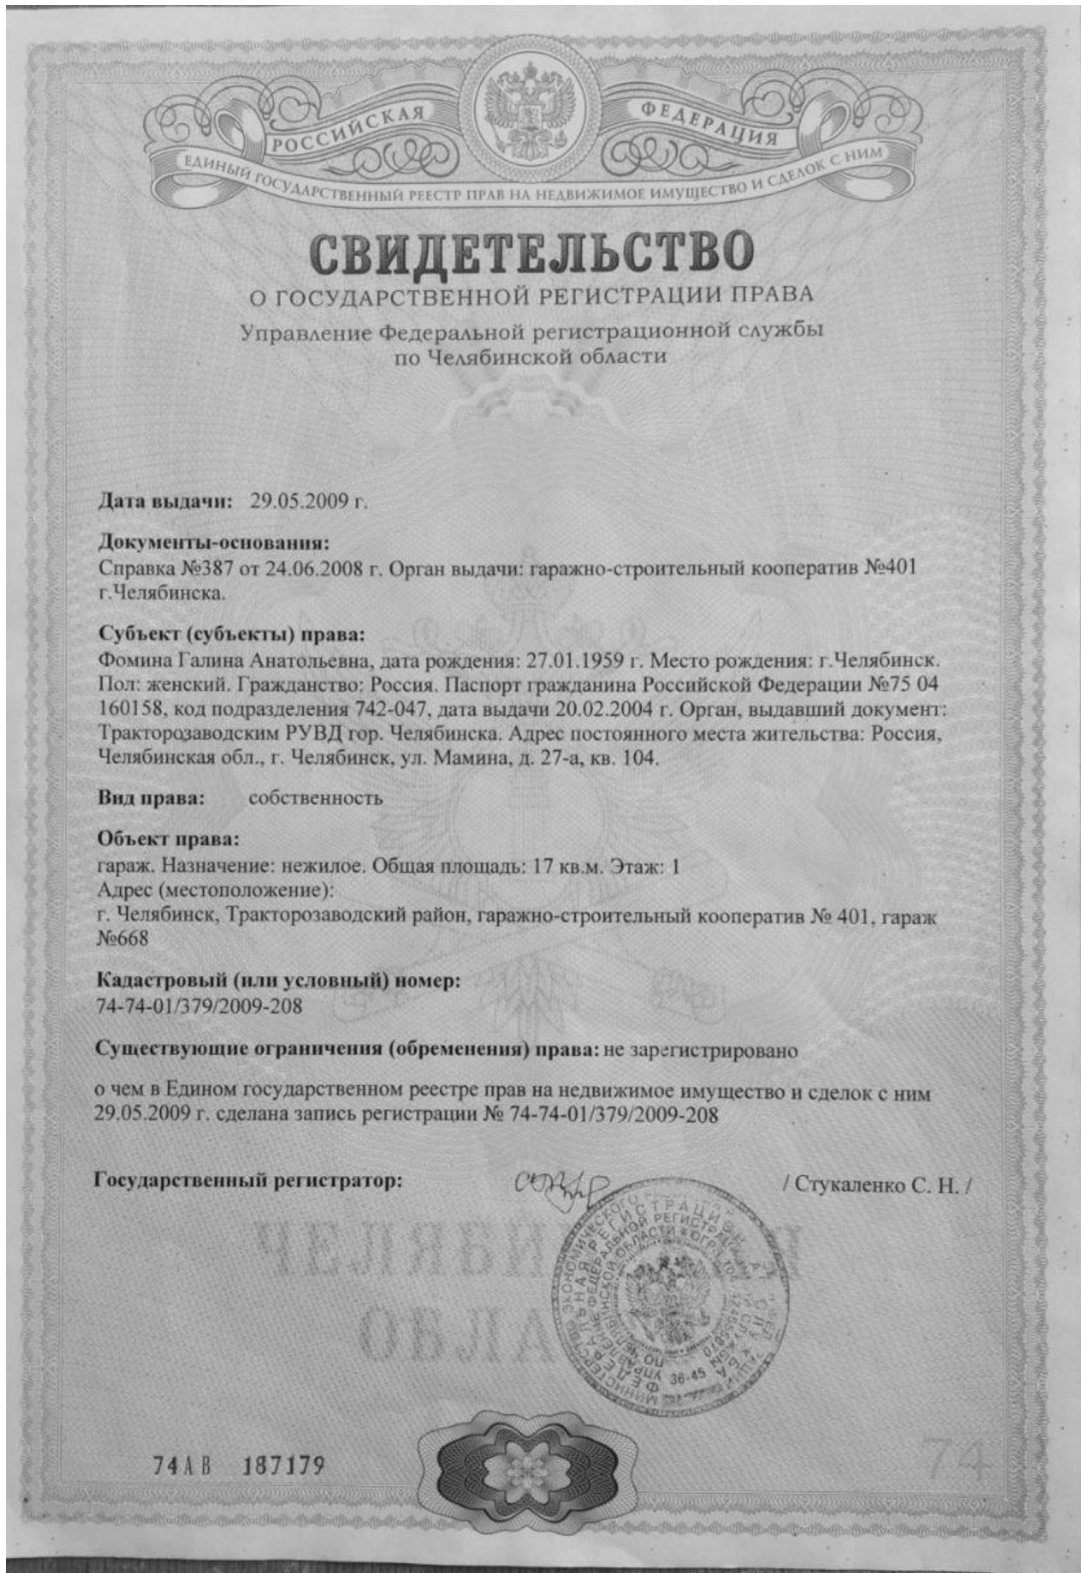 РОССИЙСКАЯ ФЕДЕРАЦИЯ
ЕДИНЫЙ ГОСУДАРСТВЕННЫЙ РЕЕСТР ПРАВ НА НЕДВИЖИМОЕ ИМУЩЕСТВО И СДЕЛОК С НИМ
СВИДЕТЕЛЬСТВО
О ГОСУДАРСТВЕННОЙ РЕГИСТРАЦИИ ПРАВА
Управление Федеральной регистрационной службы
по Челябинской области
Дата выдачи: 29.05.2009 г.
Документы-основания:
Справка №387 от 24.06.2008 г. Орган выдачи: гаражно-строительный кооператив №401
г.Челябинска.
Субъект (субъекты) права:
Фомина Галина Анатольевна, дата рождения: 27.01.1959 г. Место рождения: г.Челябинск.
Пол: женский. Гражданство: Россия. Паспорт гражданина Российской Федерации №75 04
160158, код подразделения 742-047, дата выдачи 20.02.2004 г. Орган, выдавший документ:
Тракторозаводским РУВД гор. Челябинска. Адрес постоянного места жительства: Россия,
Челябинская обл., г. Челябинск, ул. Мамина, д. 27-а, кв. 104.
Вид права: собственность
Объект права:
гараж. Назначение: нежилое. Общая площадь: 17 кв.м. Этаж: 1
Адрес (местоположение):
г. Челябинск, Тракторозаводский район, гаражно-строительный кооператив № 401, гараж
№668
Кадастровый (или условный) номер:
74-74-01/379/2009-208
Существующие ограничения (обременения) права: не зарегистрировано
о чем в Едином государственном реестре прав на недвижимое имущество и сделок с ним
29.05.2009 г. сделана запись регистрации № 74-74-01/379/2009-208
Государственный регистратор: / Стукаленко С. Н. /
74АВ 187179
74